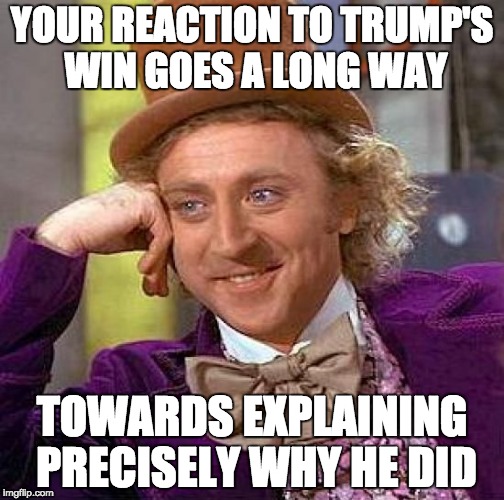 YOUR REACTION TO TRUMP'S
WIN GOES A LONG WAY
TOWARDS EXPLAINING
PRECISELY WHY HE DID
imgflip.com